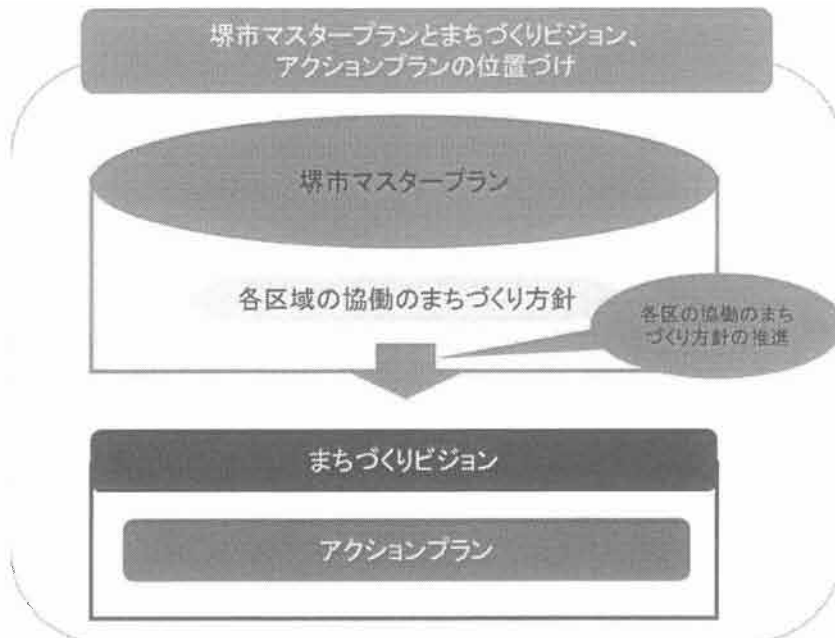 堺市マスタープランとまちづくりビジョン、
アクションプランの位置づけ
堺市マスタープラン
各区域の協働のまちづくり方針
各区の協働のまち
づくり方針の推進
まちづくりビジョン
アクションプラン